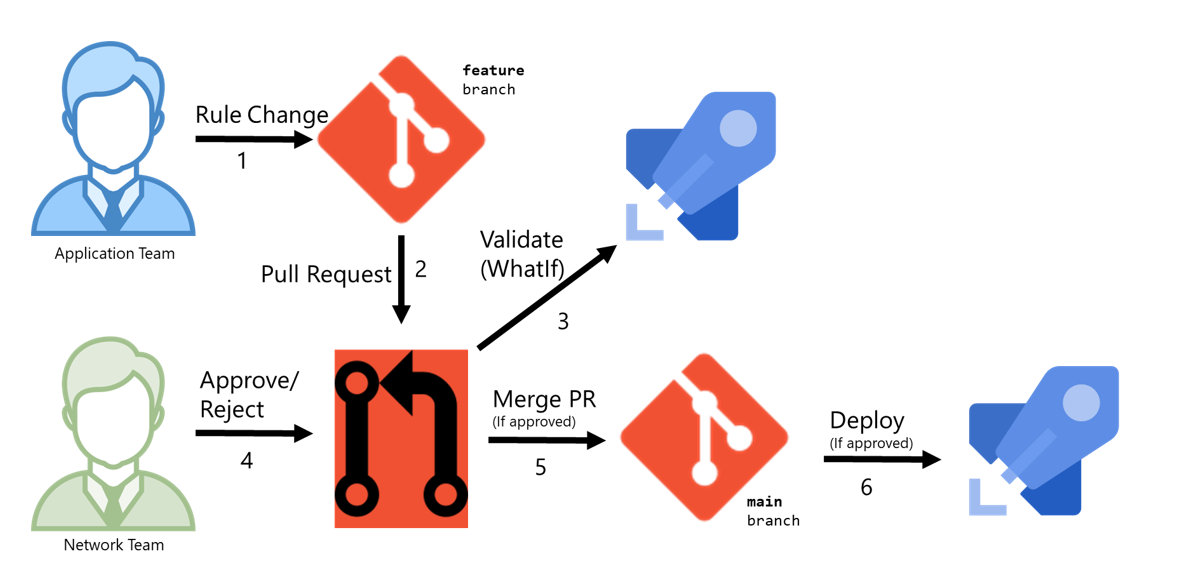 feature
branch
Rule Change
1
Application Team
Pull Request
2
Validate
(WhatIf)
3
Approve/
Reject
4
Network Team
Merge PR
(If approved)
5
main
branch
Deploy
(If approved)
6